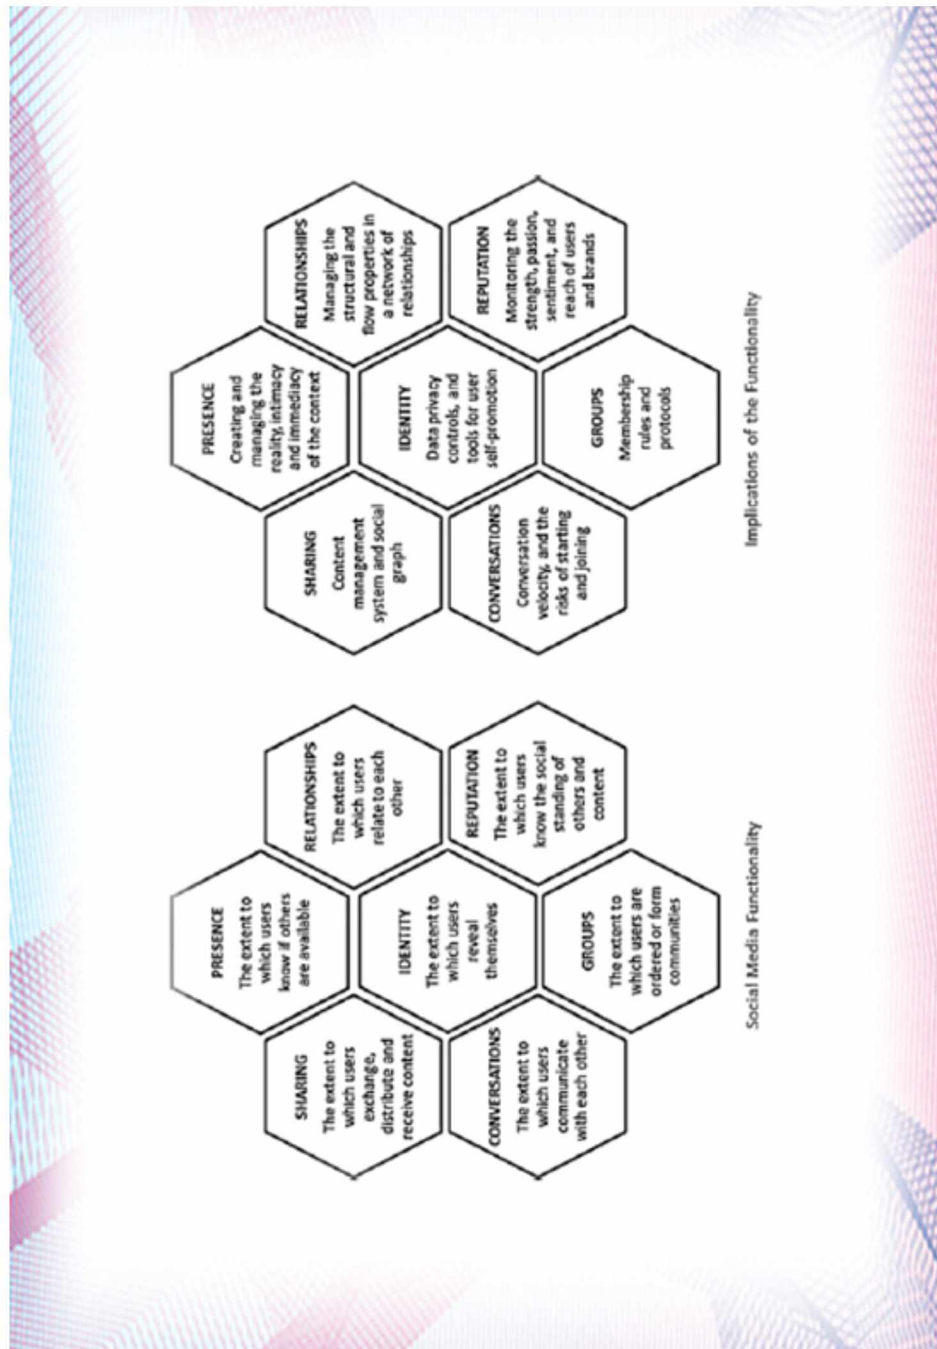 PRESENCE
The extent to
which users
know if others
are available
SHARING
The extent to
which users
exchange,
distribute and
receive content
RELATIONSHIPS
The extent to
which users
relate to each
other
IDENTITY
The extent to
which users
reveal
themselves
CONVERSATIONS
The extent to
which users
communicate
with each other
REPUTATION
The extent to
which users
know the social
standing of
others and
content
GROUPS
The extent to
which users are
ordered or form
communities
Social Media Functionality
PRESENCE
Creating and
managing the
reality, intimacy
and immediacy
of the context
SHARING
Content
management
system and social
graph
RELATIONSHIPS
Managing the
structural and
flow properties in
a network of
relationships
IDENTITY
Data privacy
controls, and
tools for user
self-promotion
CONVERSATIONS
Conversation
velocity, and the
risks of starting
and joining
REPUTATION
Monitoring the
strength, passion,
sentiment, and
reach of users
and brands
GROUPS
Membership
rules and
protocols
Implications of the Functionality